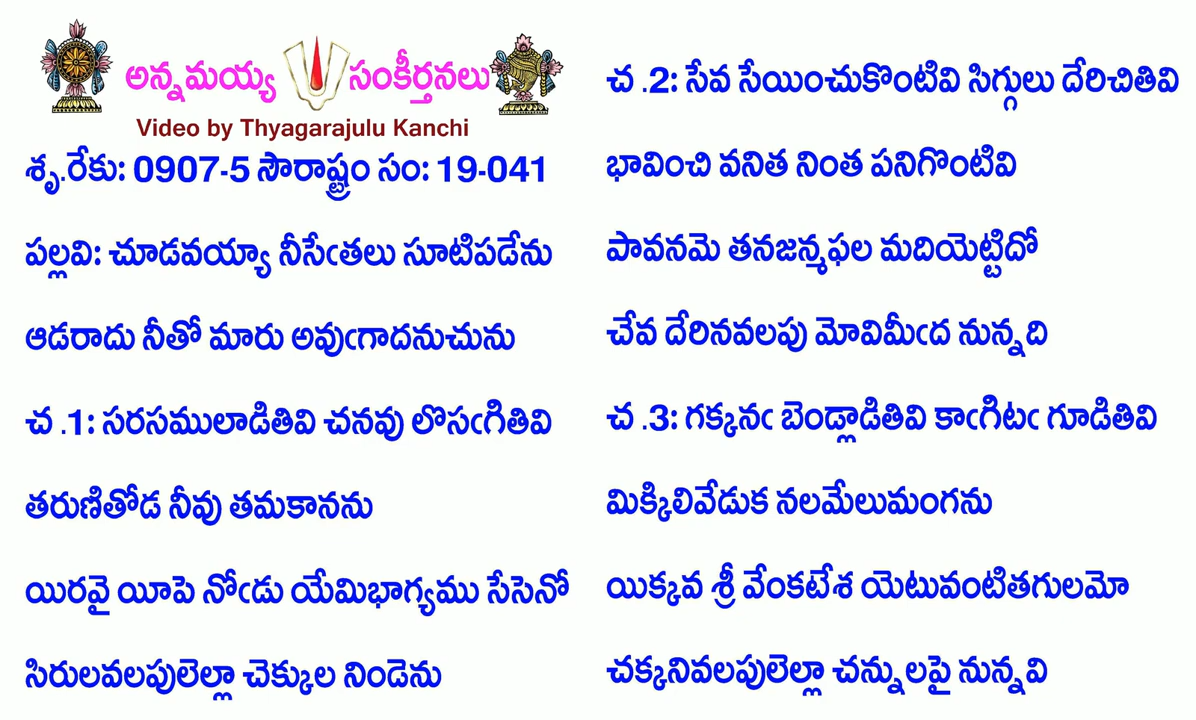 అన్నమయ్య సంకీర్తనలు
Video by Thyagarajulu Kanchi
శృ.రేకు: 0907-5 సౌరాష్ట్రం సం: 19-041
పల్లవి: చూడవయ్యా నీసేఁతలు సూటిపడేను
ఆడరాదు నీతో మారు అవుఁగాదనుచును
చ .1: సరసములాడితివి చనవు లొసఁగితివి
తరుణితోడ నీవు తమకానను
యిరవై యీపె నోఁడు యేమిభాగ్యము సేసెనో
సిరులవలపులెల్లా చెక్కుల నిండెను
చ .2: సేవ సేయించుకొంటివి సిగ్గులు దేరిచితివి
భావించి వనిత నింత పనిగొంటివి
పావనమె తనజన్మఫల మదియెట్టిదో
చేవ దేరినవలపు మోవిమీఁద నున్నది
చ .3: గక్కనఁ బెండ్లాడితివి కాఁగిటఁ గూడితివి
మిక్కిలివేడుక నలమేలుమంగను
యిక్కవ శ్రీ వేంకటేశ యెటువంటితగులమో
చక్కనివలపులెల్లా చన్నులపై నున్నవి